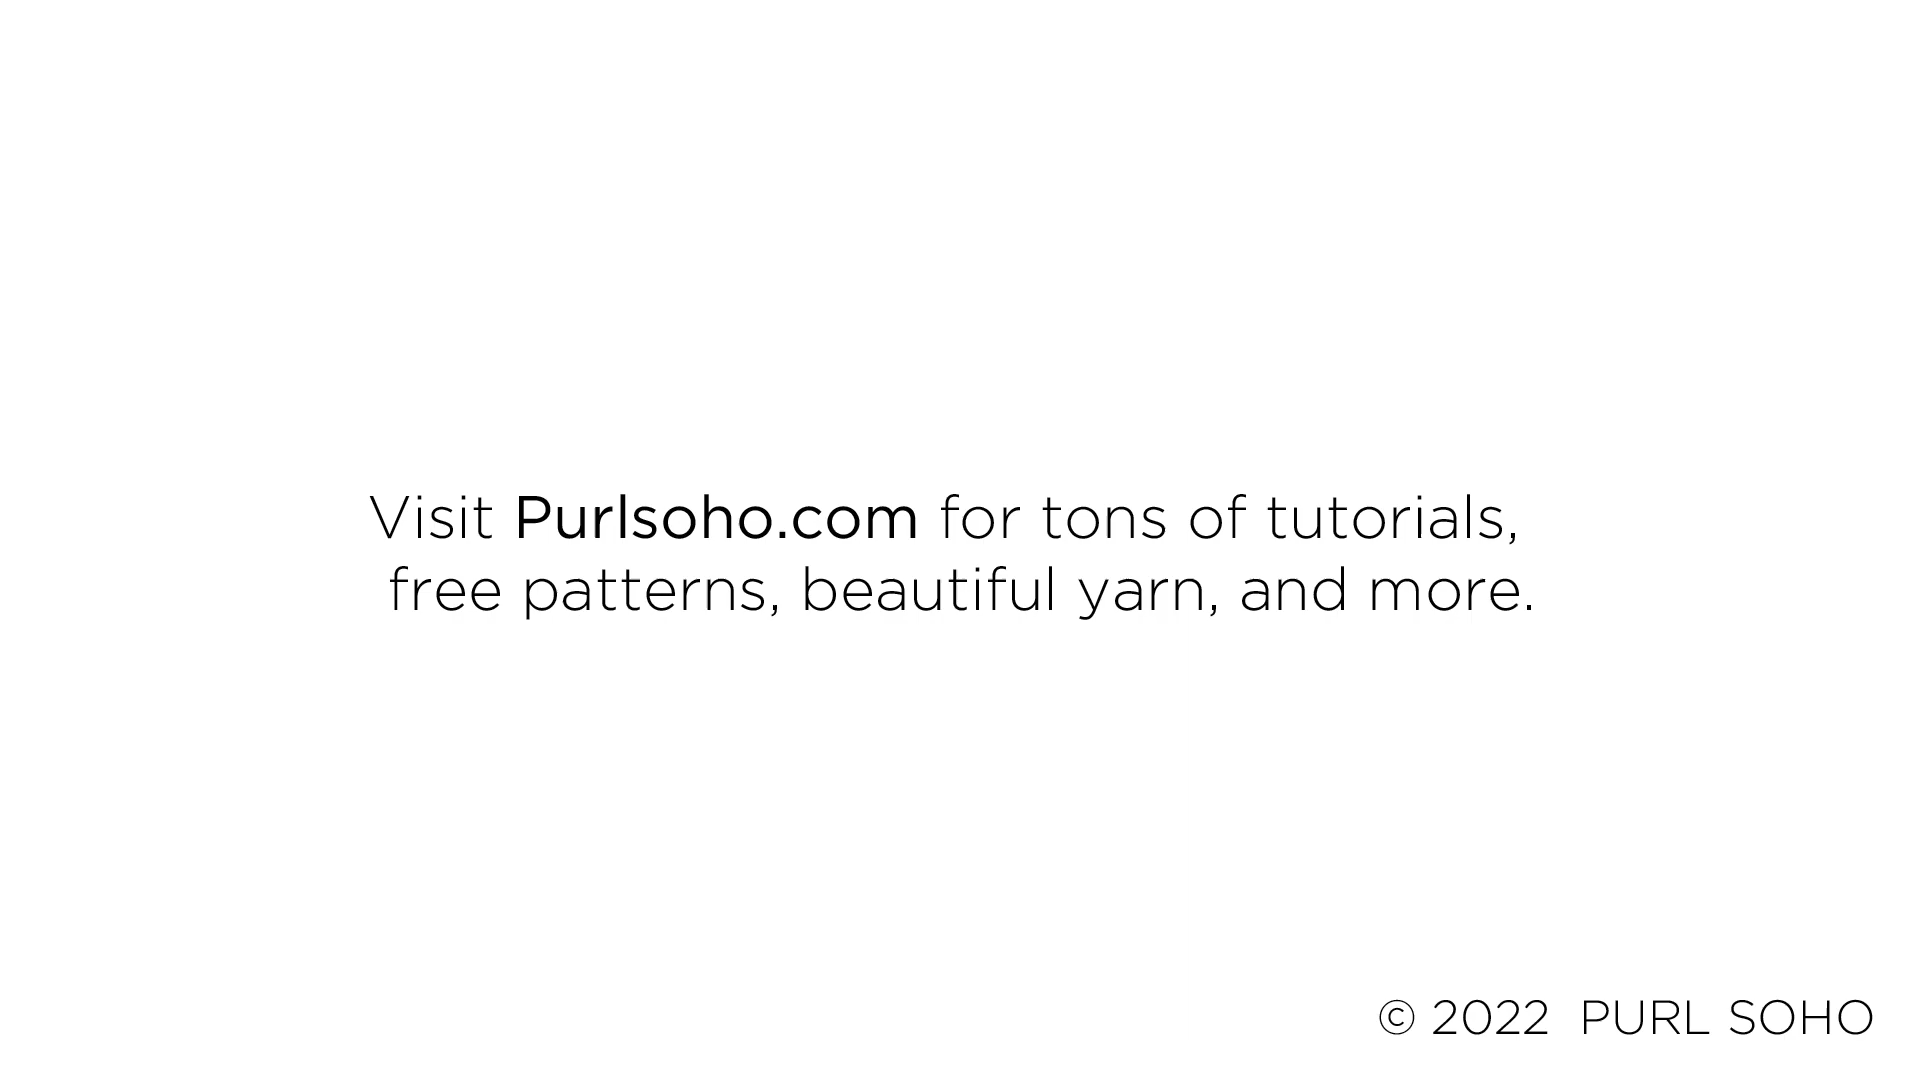 Visit Purlsoho.com for tons of tutorials,
free patterns, beautiful yarn, and more.
© 2022 PURL SOHO